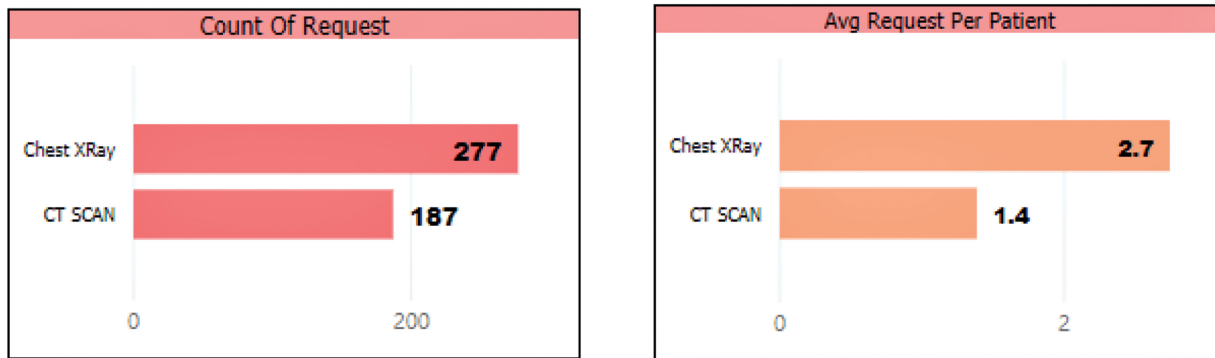 Count Of Request
Chest XRay
277
CT SCAN
187
0
200
Avg Request Per Patient
Chest XRay
2.7
CT SCAN
1.4
0
2